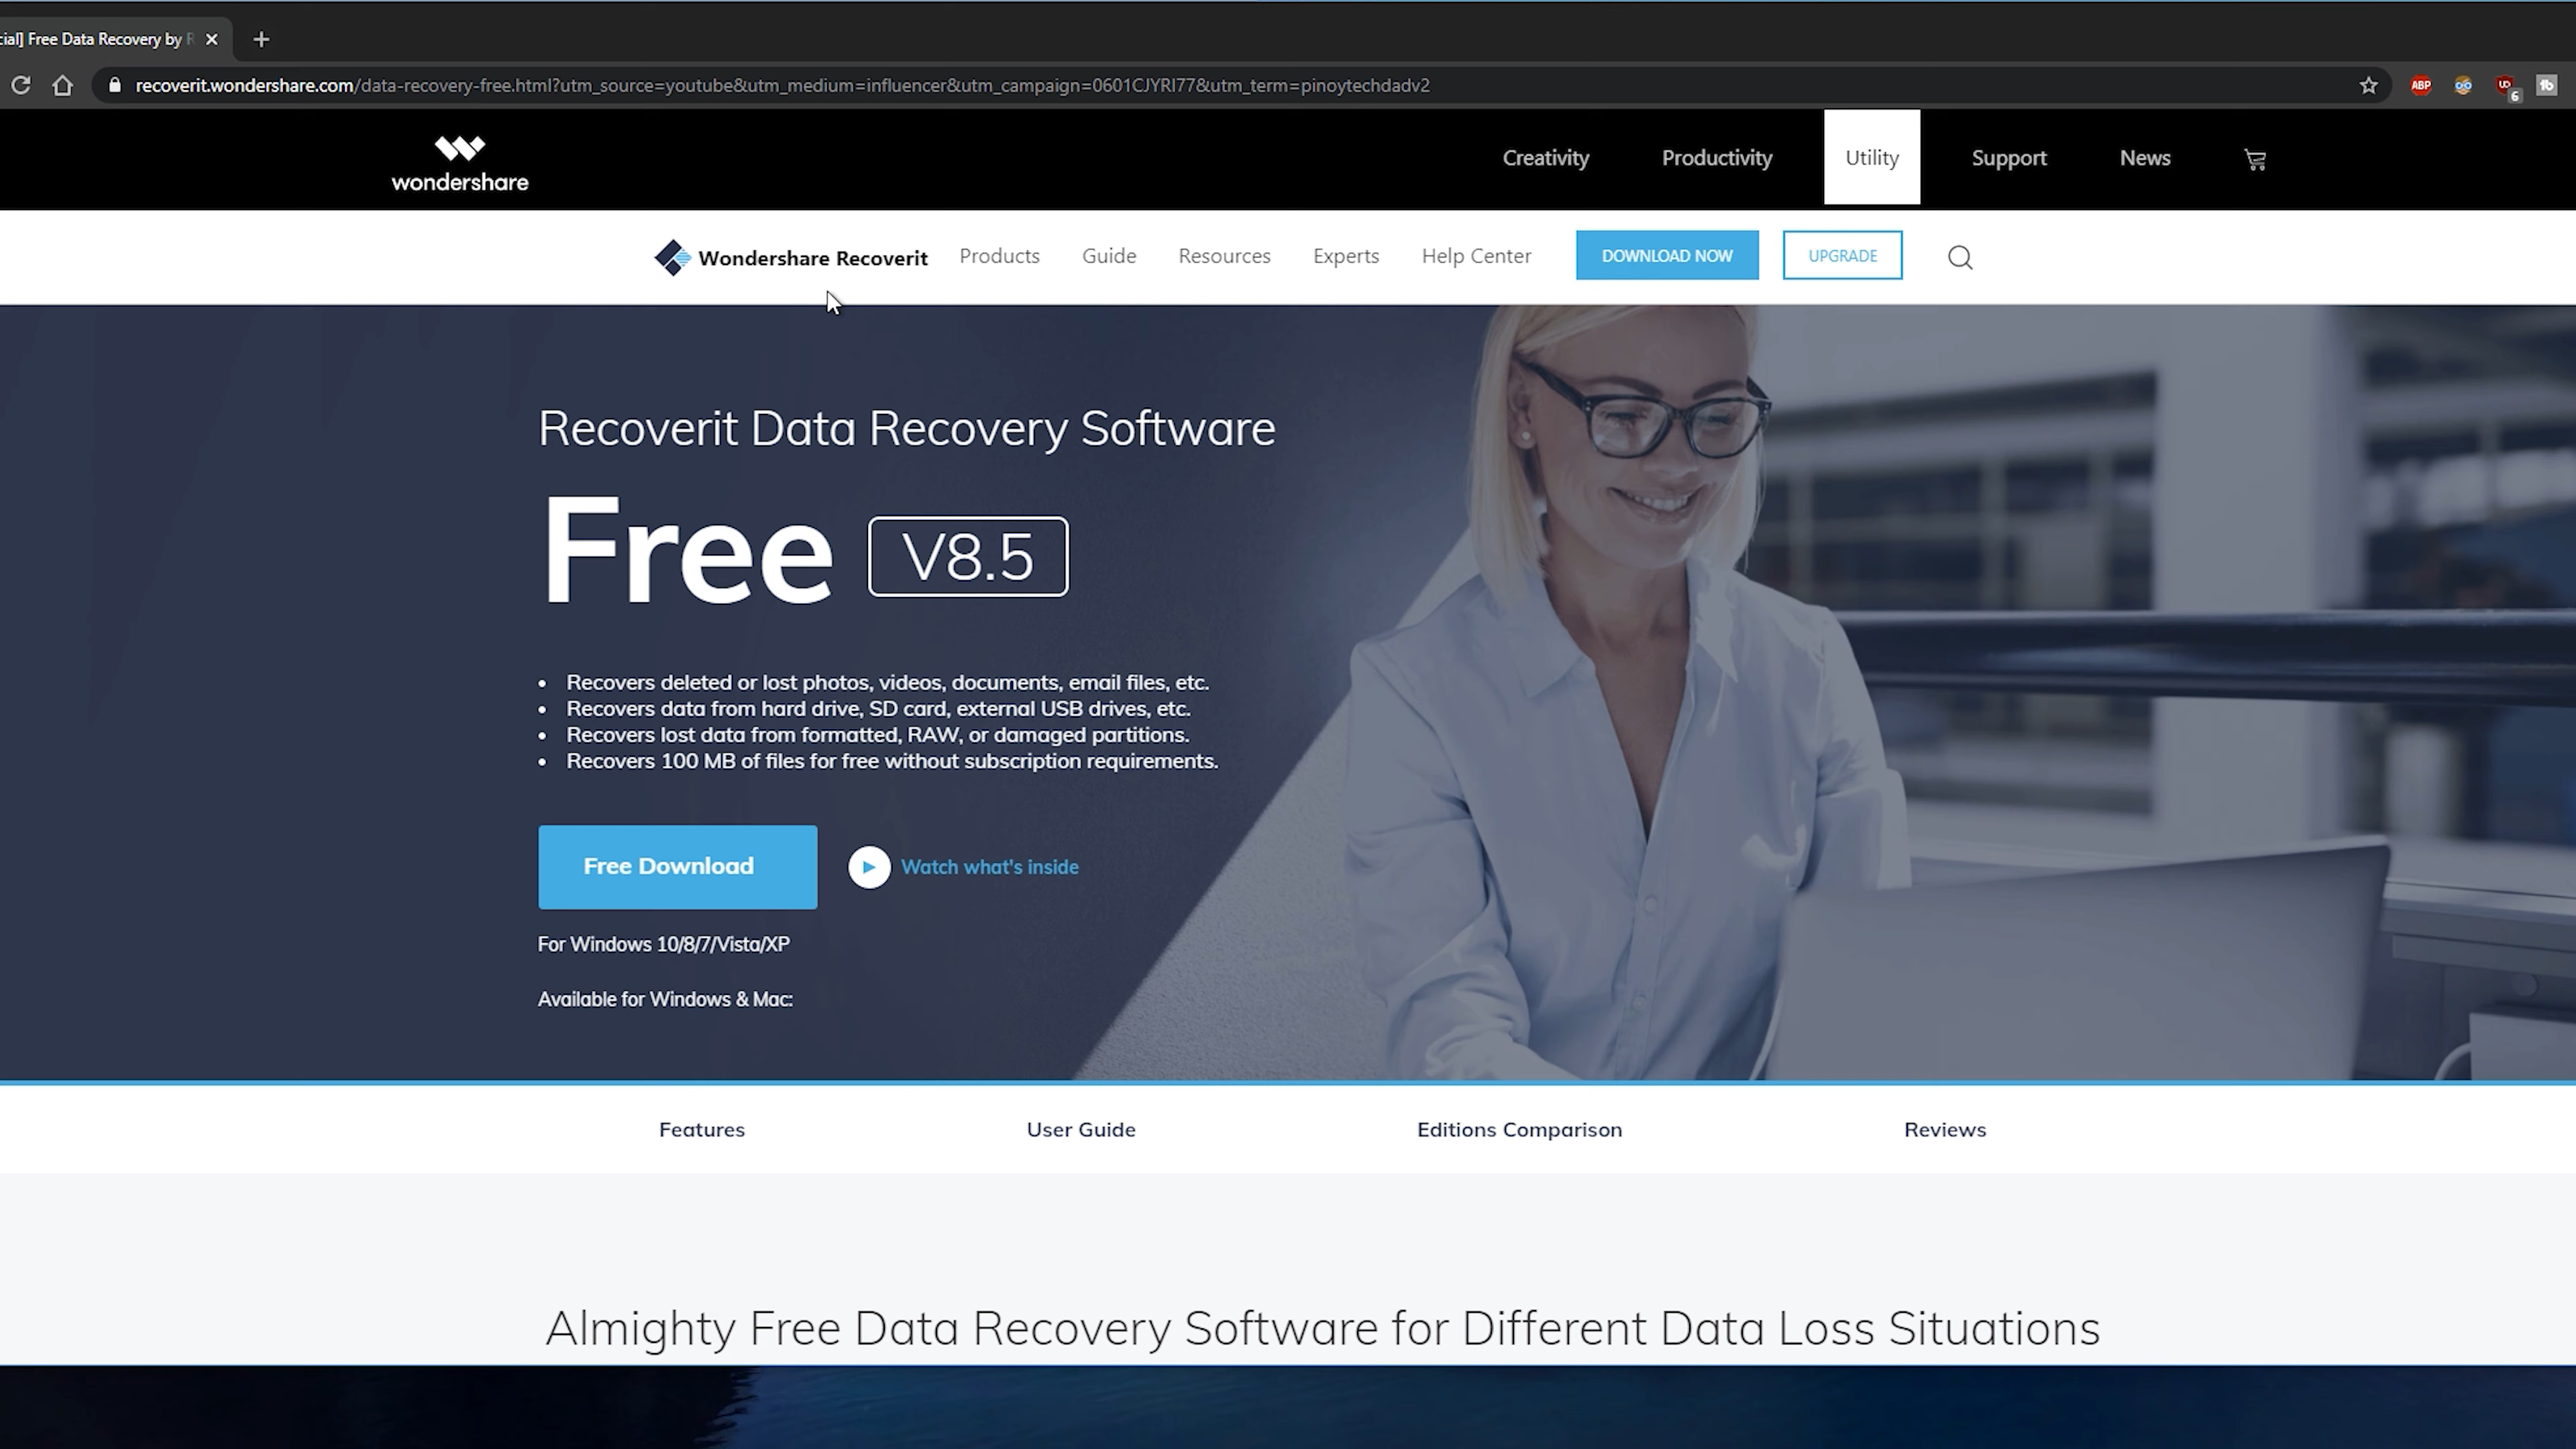 cial] Free Data Recovery by
recoverit.wondershare.com/data-recovery-free.html?utm_source=youtube&utm_medium=influencer&utm_campaign=0601CJYRI77&utm_term=pinoytechdadv2
ABP
UD
6
tb
wondershare
Creativity
Productivity
Utility
Support
News
Wondershare Recoverit
Products
Guide
Resources
Experts
Help Center
DOWNLOAD NOW
UPGRADE
Recoverit Data Recovery Software
Free
V8.5
• Recovers deleted or lost photos, videos, documents, email files, etc.
• Recovers data from hard drive, SD card, external USB drives, etc.
• Recovers lost data from formatted, RAW, or damaged partitions.
• Recovers 100 MB of files for free without subscription requirements.
Free Download
Watch what's inside
For Windows 10/8/7/Vista/XP
Available for Windows & Mac:
Features
User Guide
Editions Comparison
Reviews
Almighty Free Data Recovery Software for Different Data Loss Situations